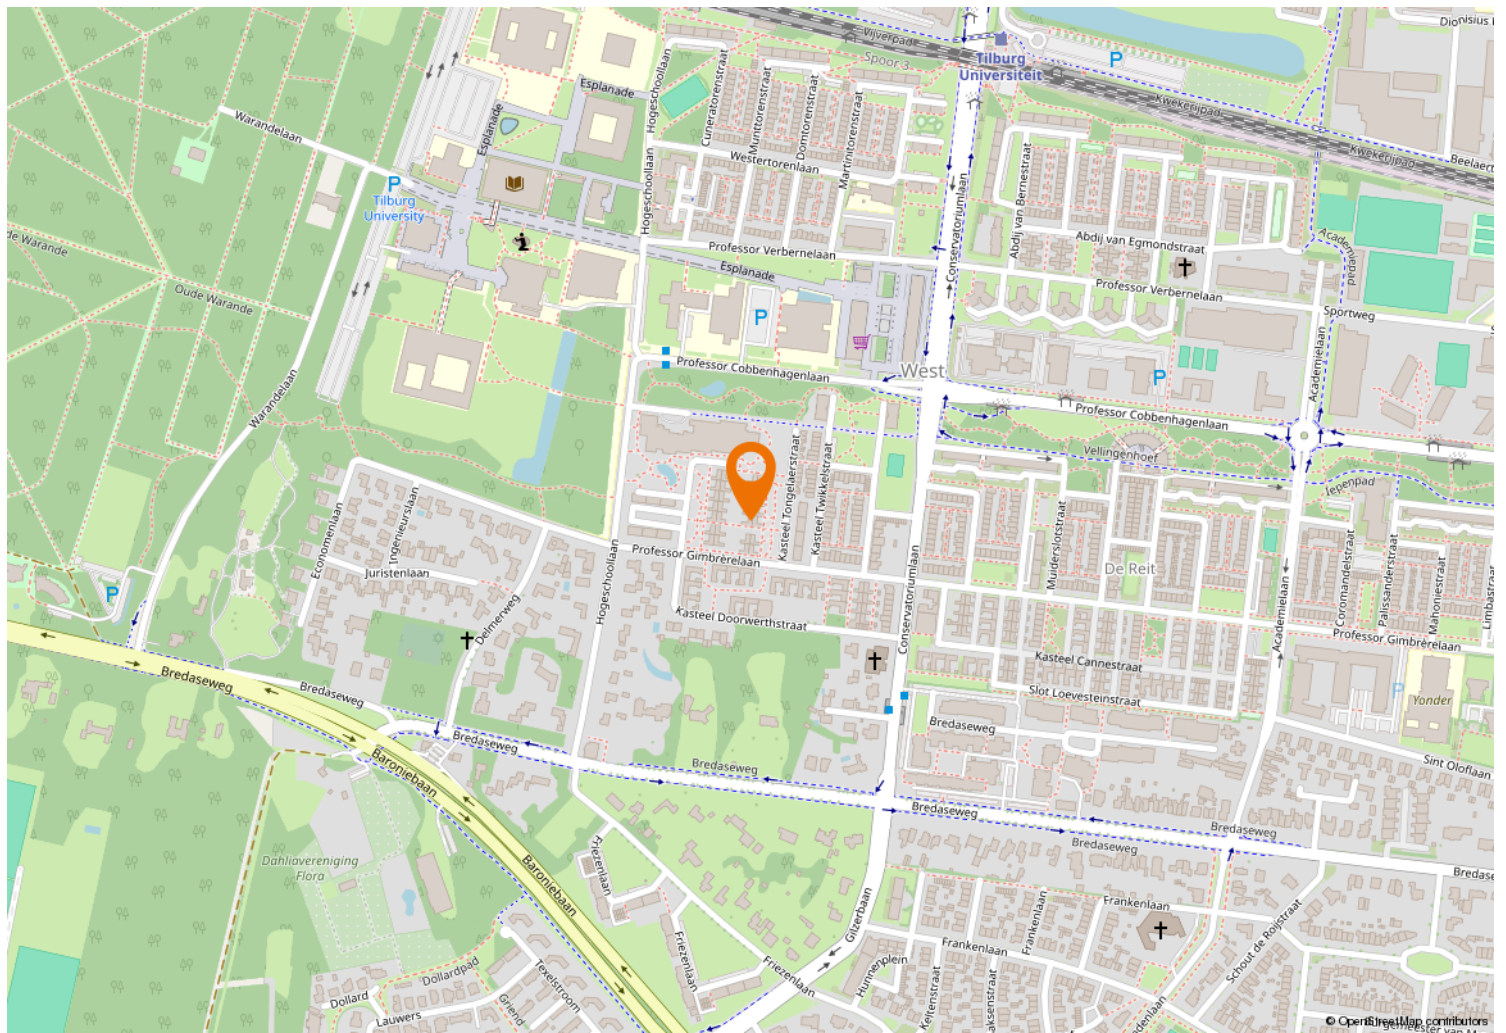 Vijverpad
Spoor 3
Tilburg
Universiteit
P
Dionisius
Kwekerijpad
Kwekerijpad
Esplanade
Hogeschoollaan
Cuneratorenstraat
Munttorenstraat
Domtorenstraat
Martinitorenstraat
Westertorenlaan
Warandelaan
Esplanade
P
Tilburg
University
Hogeschoollaan
Conservatoriumlaan
Abdij van Bernestraat
Abdij van Egmondstraat
Academiepad
de Warande
Professor Verbernelaan
Esplanade
Professor Verbernelaan
Oude Warande
Sportweg
P
West
Professor Cobbenhagenlaan
P
Academielaan
Warandelaan
Professor Cobbenhagenlaan
Vellingenhoef
Iepenpad
Kasteel Tongelaerstraat
Kasteel Twikkelstraat
Economenlaan
Ingenieurslaan
Juristenlaan
Delmerweg
Hogeschoollaan
Professor Gimbrerelaan
Muiderslotstraat
De Reit
Academielaan
Coromandelstraat
Palissanderstraat
Mahoniestraat
Limbastraat
P
Kasteel Doorwerthstraat
Conservatoriumlaan
Professor Gimbrerelaan
Kasteel Cannestraat
Slot Loevesteinstraat
P
Yonder
Bredaseweg
Bredaseweg
Bredaseweg
Bredaseweg
Baroniebaan
Bredaseweg
Sint Oloflaan
Bredaseweg
Bredaseweg
Bredaseweg
Dahliavereniging
Flora
Friezenlaan
Baroniebaan
Gilzerbaan
Frankenlaan
Frankenlaan
Frankenlaan
Schout de Roijstraat
Friezenlaan
Friezenlaan
Hunnenplein
Keltenstraat
Dollardpad
Dollard
Lauwers
Griend
Texelstroom
© OpenStreetMap contributors